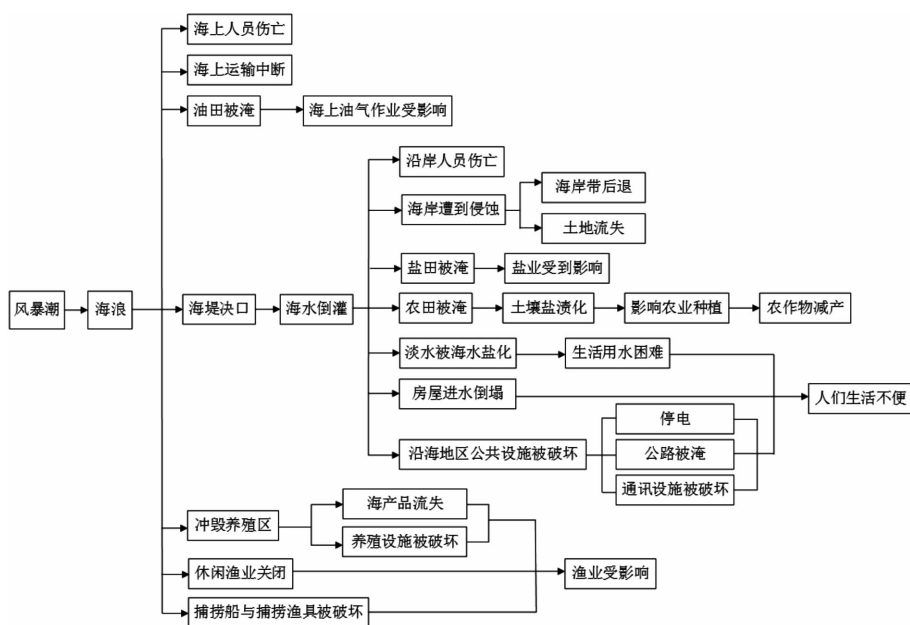 海上人员伤亡
海上运输中断
油田被淹
海上油气作业受影响
沿岸人员伤亡
海岸遭到侵蚀
海岸带后退
土地流失
盐田被淹
盐业受到影响
风暴潮
海浪
海堤决口
海水倒灌
农田被淹
土壤盐渍化
影响农业种植
农作物减产
淡水被海水盐化
生活用水困难
房屋进水倒塌
人们生活不便
停电
沿海地区公共设施被破坏
公路被淹
通讯设施被破坏
海产品流失
冲毁养殖区
养殖设施被破坏
休闲渔业关闭
渔业受影响
捕捞船与捕捞渔具被破坏